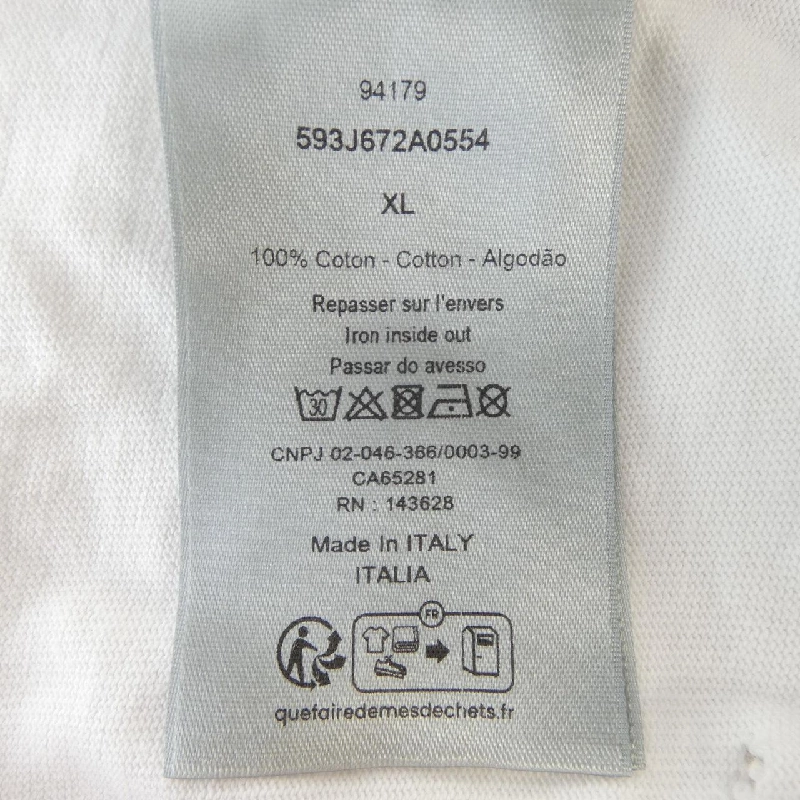 94179
593J672A0554
XL
100% Coton - Cotton - Algodão
Repasser sur l'envers
Iron inside out
Passar do avesso
30
CNPJ 02-046-366/0003-99
CA65281
RN : 143628
Made In ITALY
ITALIA
FR
quefairedemesdechets.fr